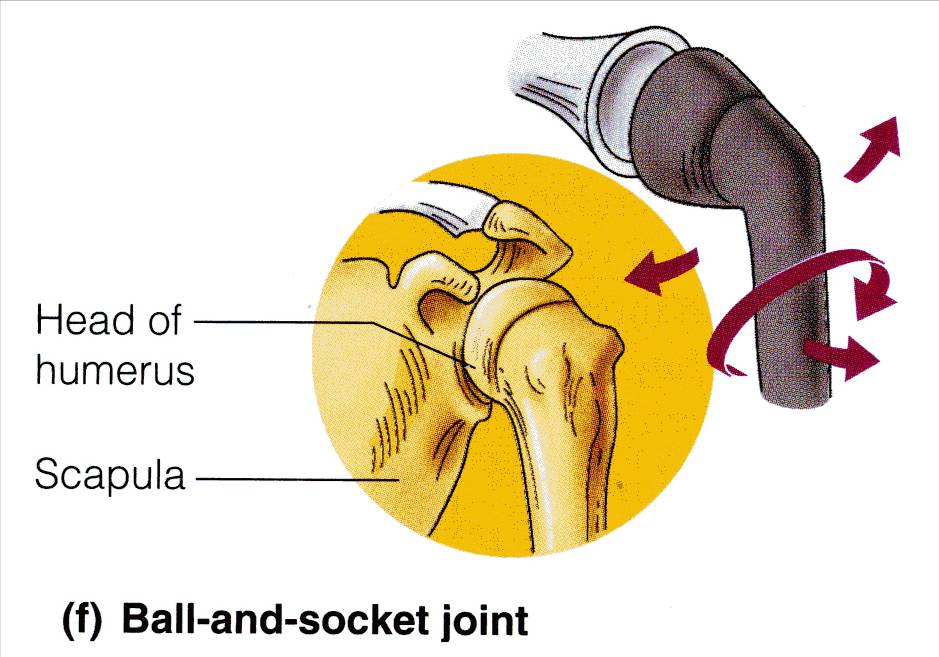 Head of
humerus
Scapula
(f) Ball-and-socket joint